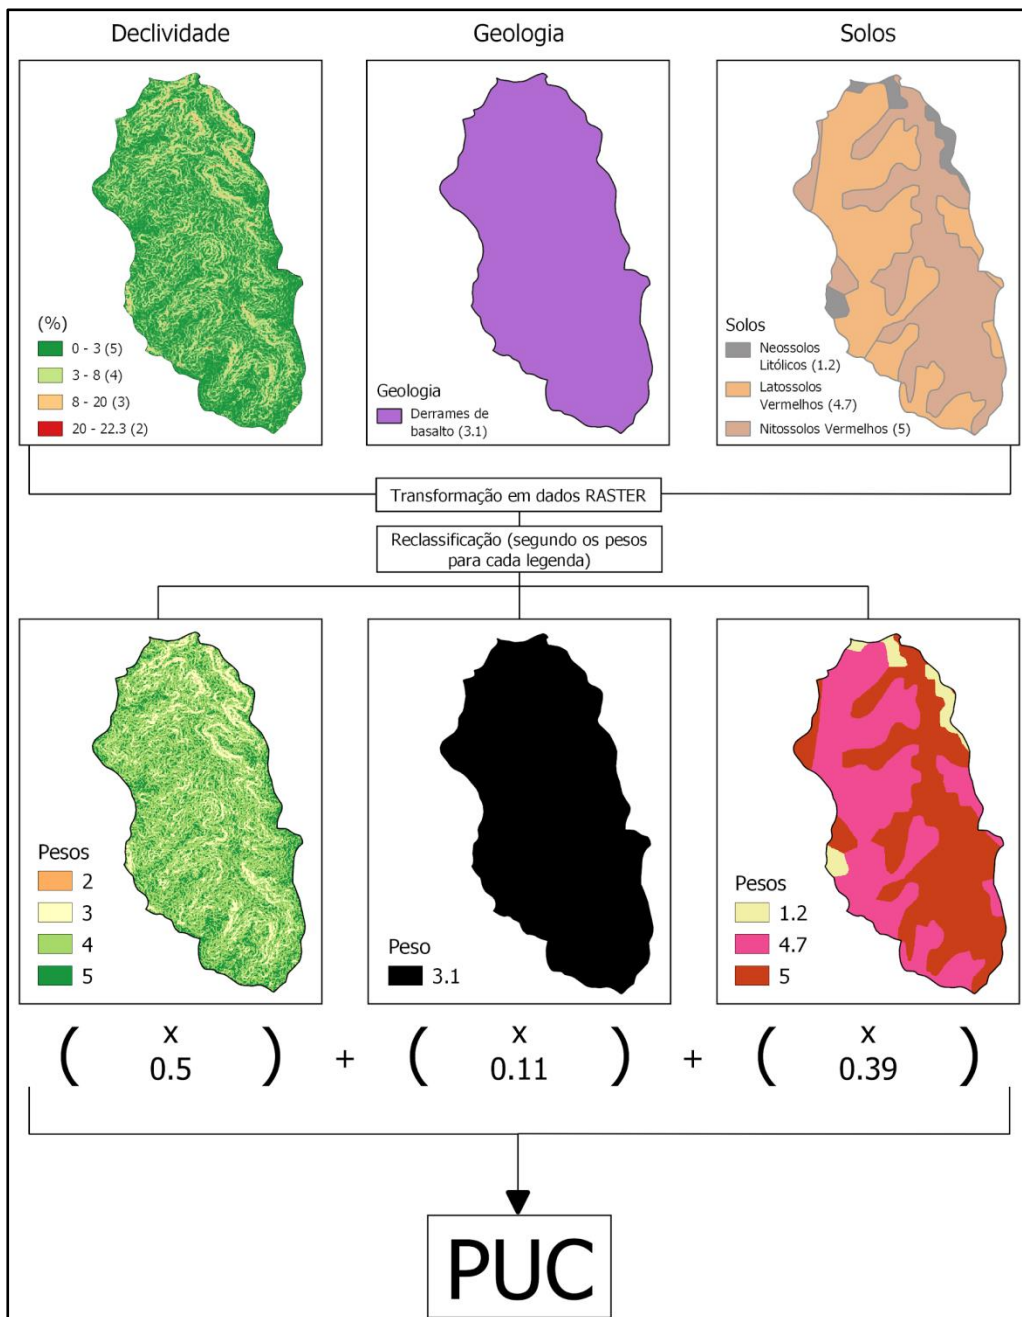 Declividade
Geologia
Solos
(%)
0 - 3 (5)
3 - 8 (4)
8 - 20 (3)
20 - 22.3 (2)
Geologia
Derrames de
basalto (3.1)
Solos
Neossolos
Litólicos (1.2)
Latossolos
Vermelhos (4.7)
Nitossolos Vermelhos (5)
Transformação em dados RASTER
Reclassificação (segundo os pesos
para cada legenda)
Pesos
2
3
4
5
Peso
3.1
Pesos
1.2
4.7
5
( x 0.5 ) + ( x 0.11 ) + ( x 0.39 )
PUC